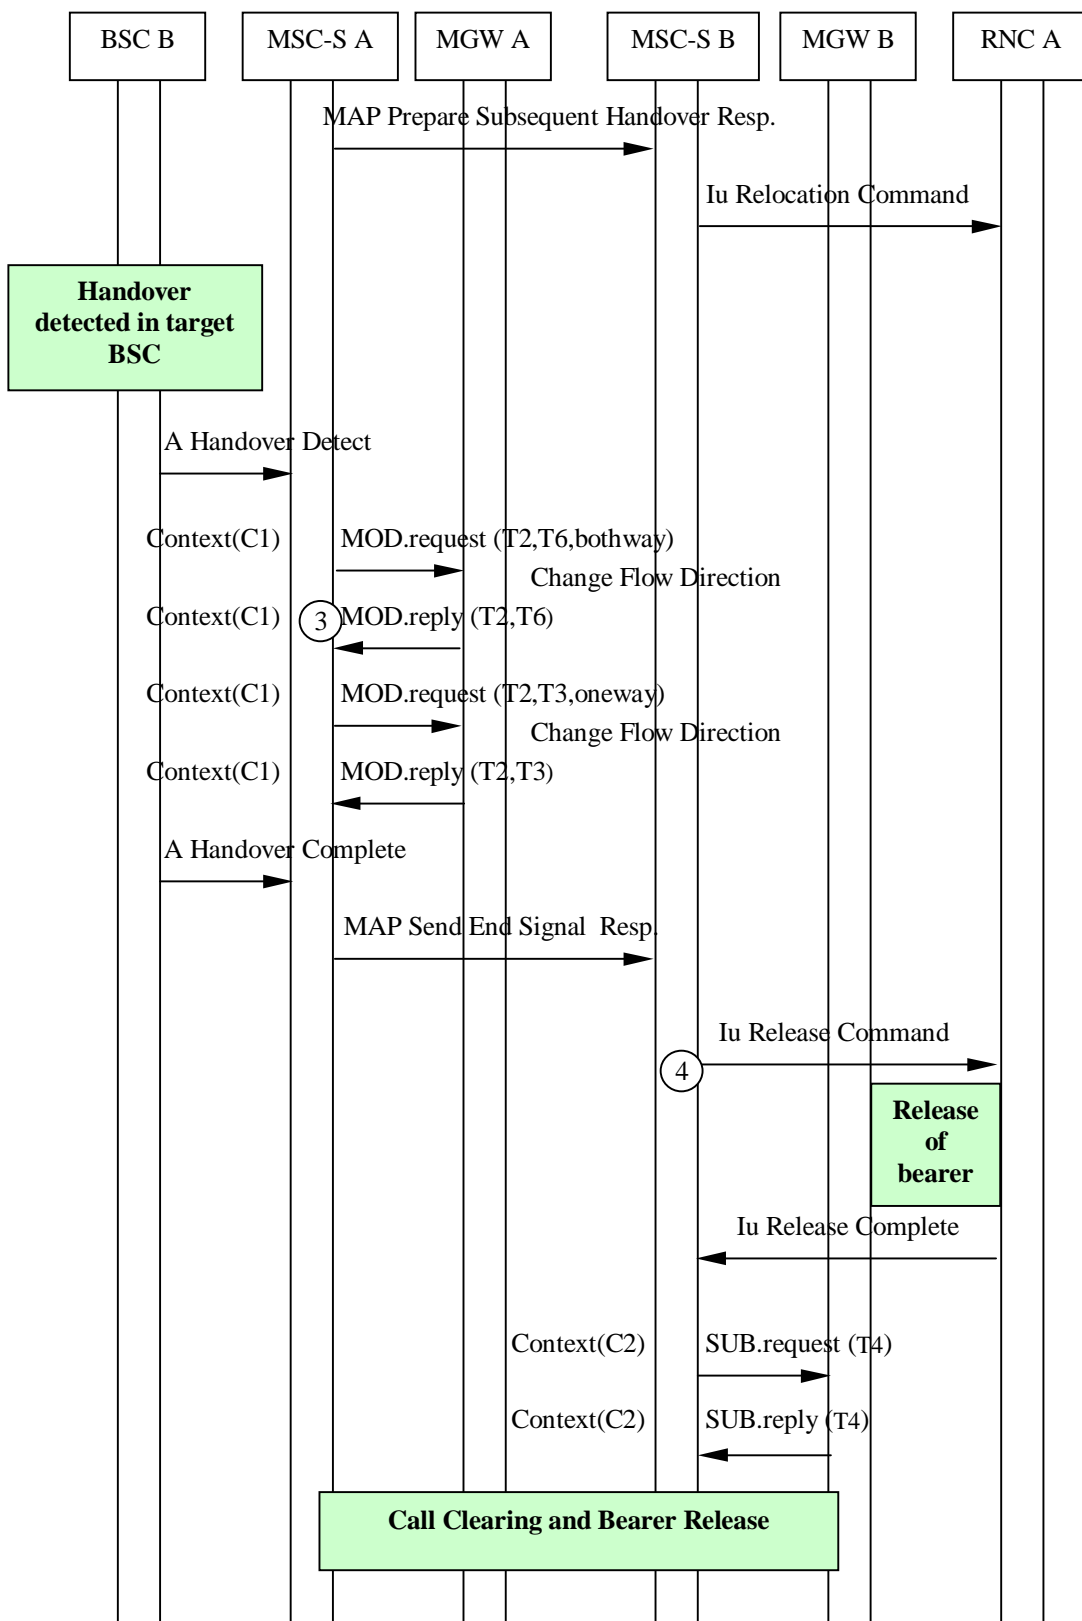 BSC B
MSC-S A
MGW A
MSC-S B
MGW B
RNC A
MAP Prepare Subsequent Handover Resp.
Iu Relocation Command
Handover
detected in target
BSC
A Handover Detect
Context(C1)
MOD.request (T2,T6,bothway)
Change Flow Direction
Context(C1)
3
MOD.reply (T2,T6)
Context(C1)
MOD.request (T2,T3,oneway)
Change Flow Direction
Context(C1)
MOD.reply (T2,T3)
A Handover Complete
MAP Send End Signal  Resp.
Iu Release Command
4
Release
of
bearer
Iu Release Complete
Context(C2)
SUB.request (T4)
Context(C2)
SUB.reply (T4)
Call Clearing and Bearer Release